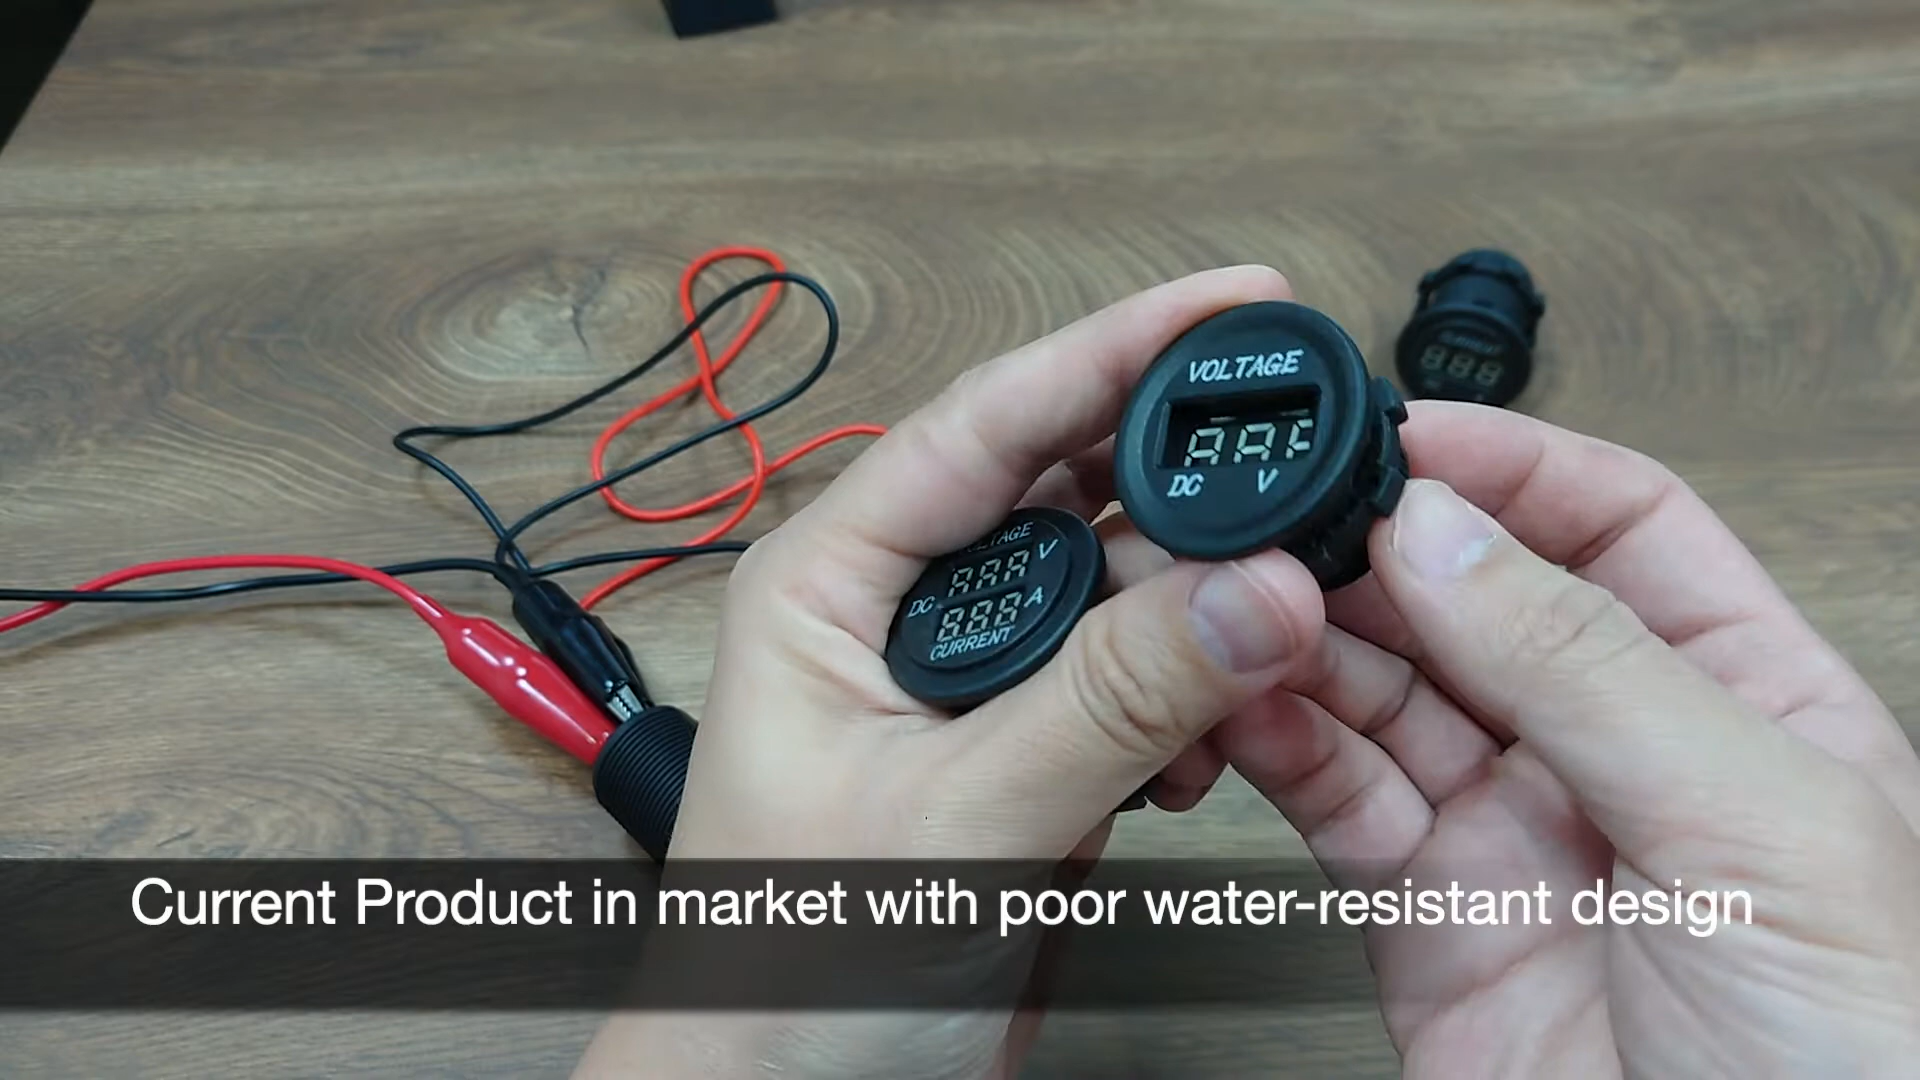 VOLTAGE
DC V
V
DC
A
CURRENT
Current Product in market with poor water-resistant design